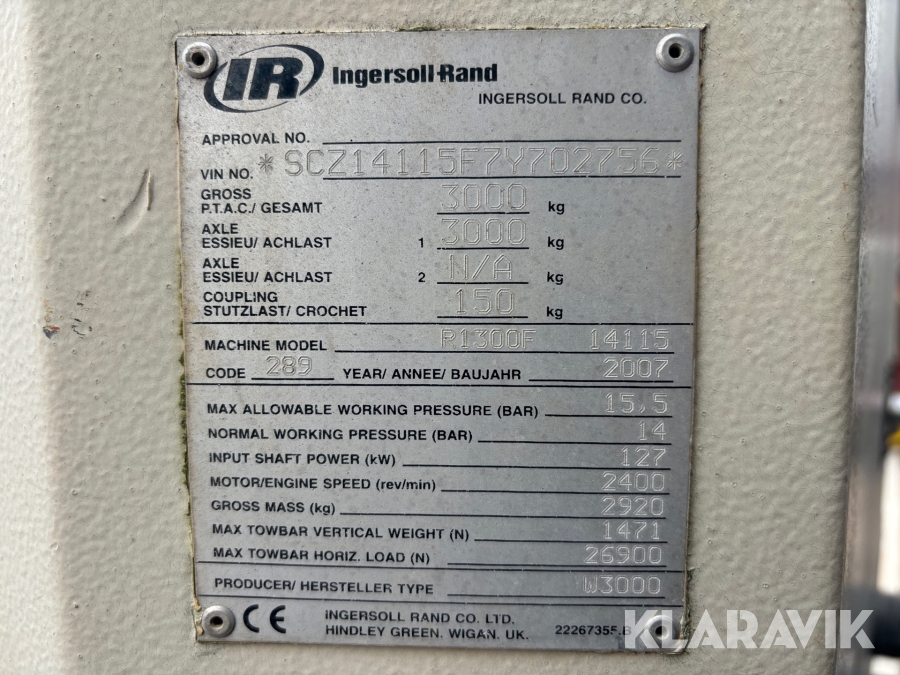 IR Ingersoll-Rand
INGERSOLL RAND CO.
APPROVAL NO.
VIN NO. *SCZ14115F7Y702756*
GROSS
P.T.A.C./ GESAMT 3000 kg
AXLE
ESSIEU/ ACHLAST 1 3000 kg
AXLE
ESSIEU/ ACHLAST 2 N/A kg
COUPLING
STUTZLAST/ CROCHET 150 kg
MACHINE MODEL R1300F 14115
CODE 289 YEAR/ ANNEE/ BAUJAHR 2007
MAX ALLOWABLE WORKING PRESSURE (BAR) 15,5
NORMAL WORKING PRESSURE (BAR) 14
INPUT SHAFT POWER (kW) 127
MOTOR/ENGINE SPEED (rev/min) 2400
GROSS MASS (kg) 2920
MAX TOWBAR VERTICAL WEIGHT (N) 1471
MAX TOWBAR HORIZ. LOAD (N) 26900
PRODUCER/ HERSTELLER TYPE W3000
CE INGERSOLL RAND CO. LTD.
HINDLEY GREEN. WIGAN. UK. 22267355.B
KLARAVIK